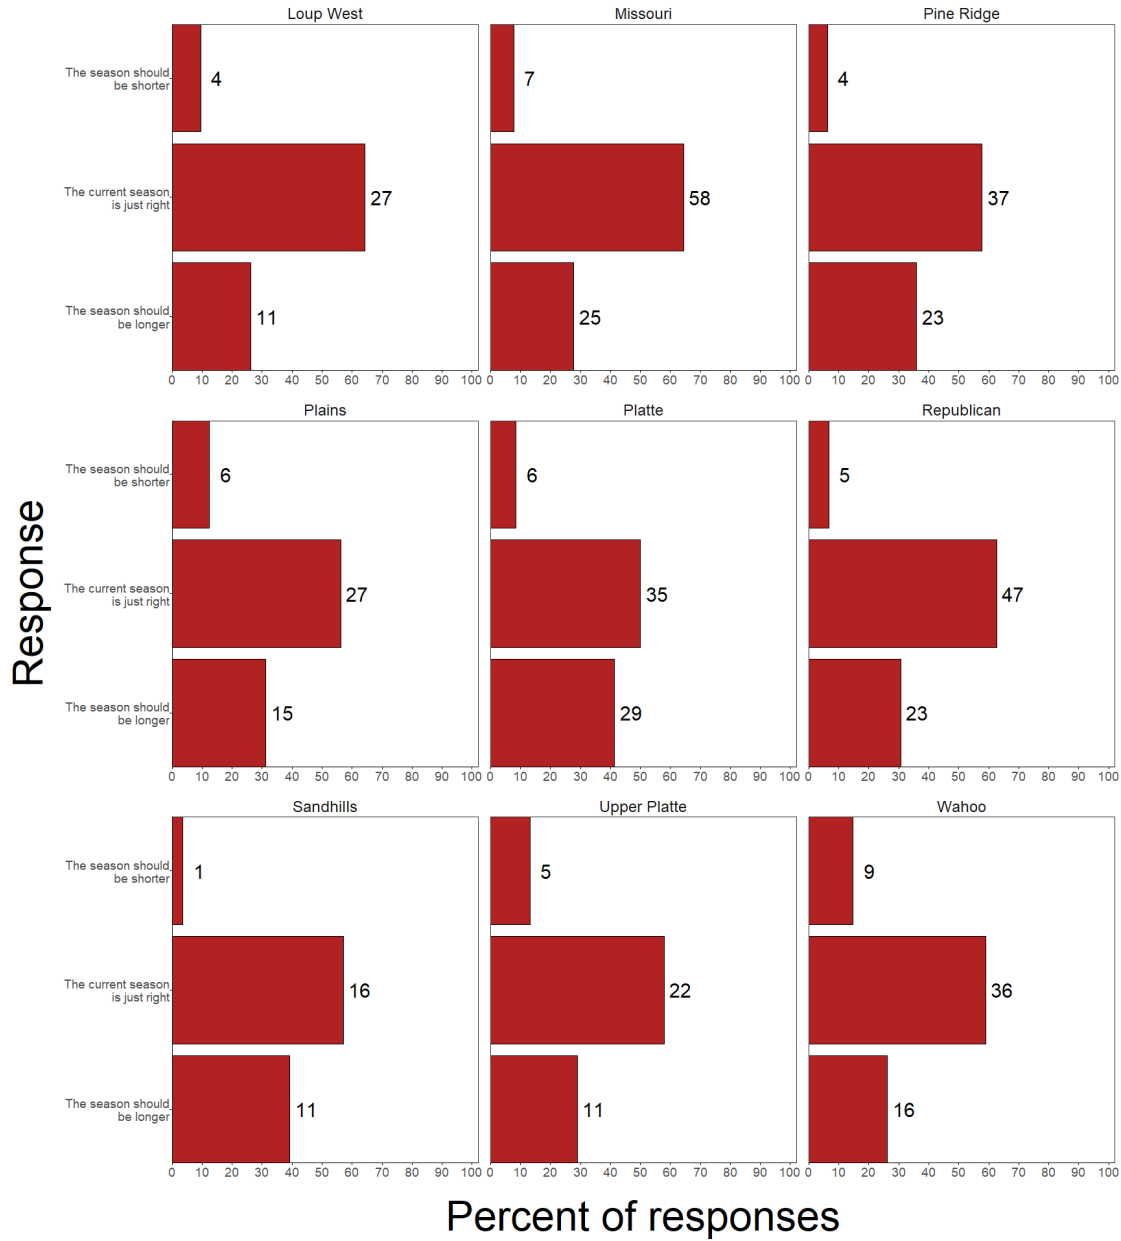 Loup West
Missouri
Pine Ridge
The season should
be shorter
4
7
4
The current season
is just right
27
58
37
The season should
be longer
11
25
23
0 10 20 30 40 50 60 70 80 90 100
0 10 20 30 40 50 60 70 80 90 100
0 10 20 30 40 50 60 70 80 90 100
Plains
Platte
Republican
The season should
be shorter
6
6
5
The current season
is just right
27
35
47
The season should
be longer
15
29
23
0 10 20 30 40 50 60 70 80 90 100
0 10 20 30 40 50 60 70 80 90 100
0 10 20 30 40 50 60 70 80 90 100
Response
Sandhills
Upper Platte
Wahoo
The season should
be shorter
1
5
9
The current season
is just right
16
22
36
The season should
be longer
11
11
16
0 10 20 30 40 50 60 70 80 90 100
0 10 20 30 40 50 60 70 80 90 100
0 10 20 30 40 50 60 70 80 90 100
Percent of responses